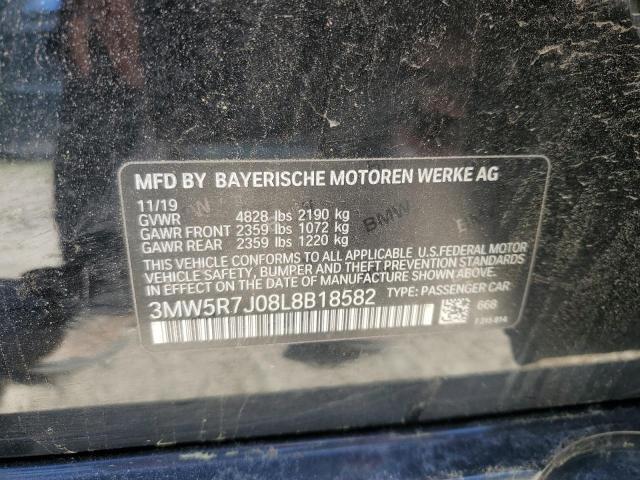 MFD BY BAYERISCHE MOTOREN WERKE AG
11/19
GVWR 4828 lbs 2190 kg
GAWR FRONT 2359 lbs 1072 kg
GAWR REAR 2359 lbs 1220 kg
THIS VEHICLE CONFORMS TO ALL APPLICABLE U.S.FEDERAL MOTOR
VEHICLE SAFETY, BUMPER AND THEFT PREVENTION STANDARDS
IN EFFECT ON THE DATE OF MANUFACTURE SHOWN ABOVE.
3MW5R7J08L8B18582 TYPE: PASSENGER CAR
668
BMW